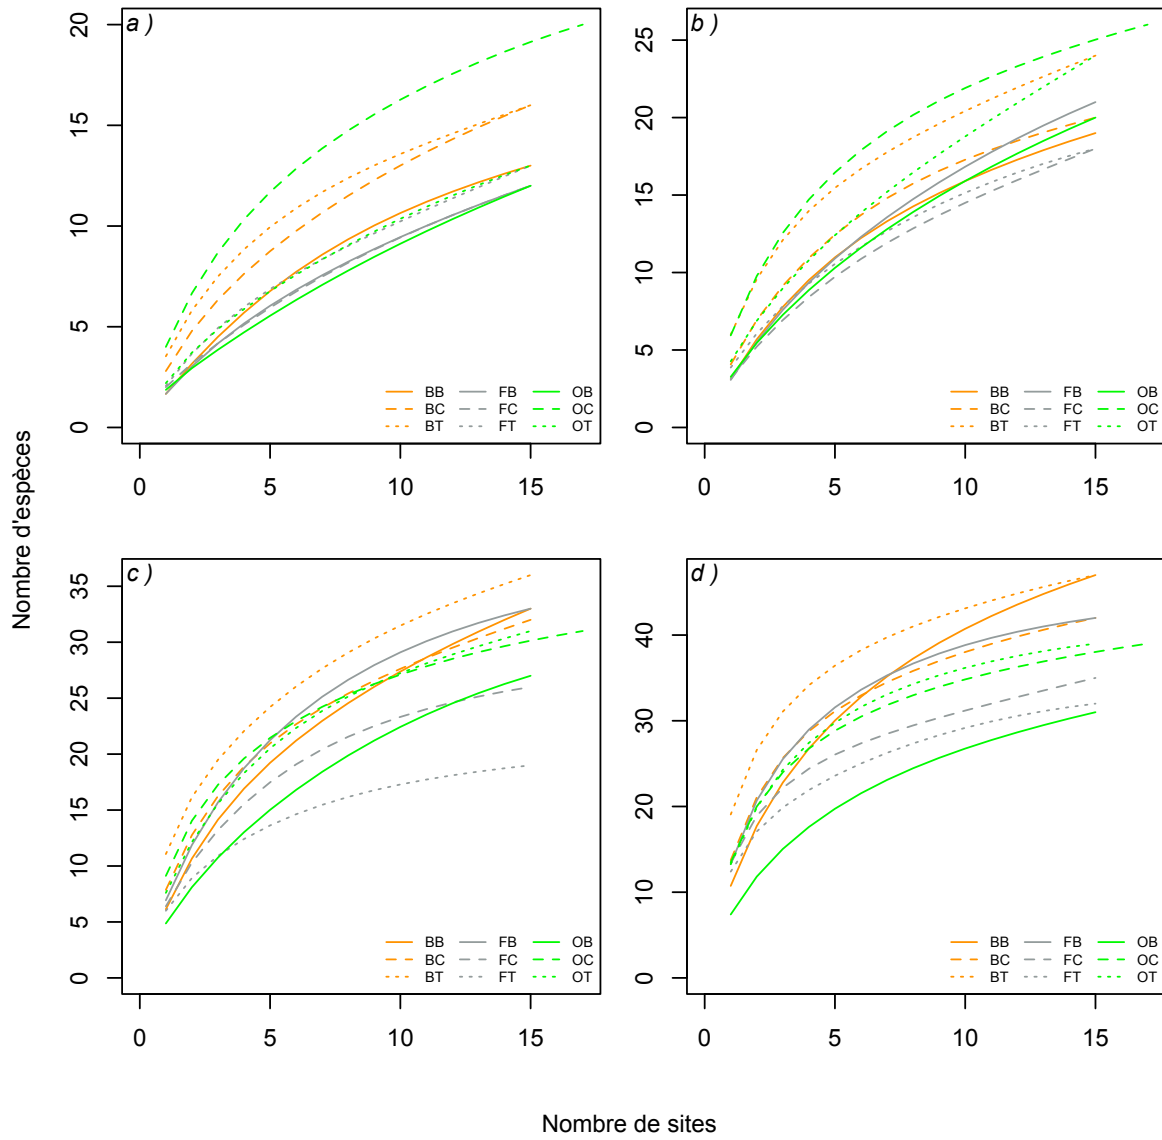 a )
20
15
10
5
0
BB FB OB
BC FC OC
BT FT OT
0 5 10 15
b )
25
20
15
10
5
0
BB FB OB
BC FC OC
BT FT OT
0 5 10 15
Nombre d'espèces
c )
35
30
25
20
15
10
5
0
BB FB OB
BC FC OC
BT FT OT
0 5 10 15
d )
40
30
20
10
0
BB FB OB
BC FC OC
BT FT OT
0 5 10 15
Nombre de sites